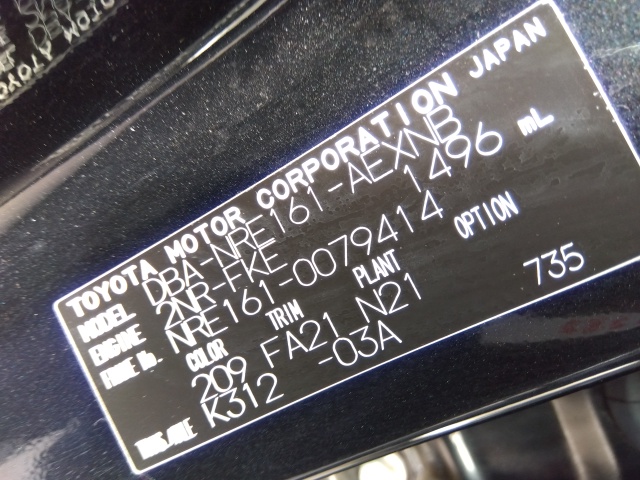 TOYOTA MOTOR CORPORATION JAPAN
MODEL DBA-NRE161-AEXNB
ENGINE 2NR-FKE 1496 mL
FRAME No. NRE161-0079414
COLOR TRIM PLANT OPTION
209 FA21 N21 735
TRNS/AXLE K312 -03A